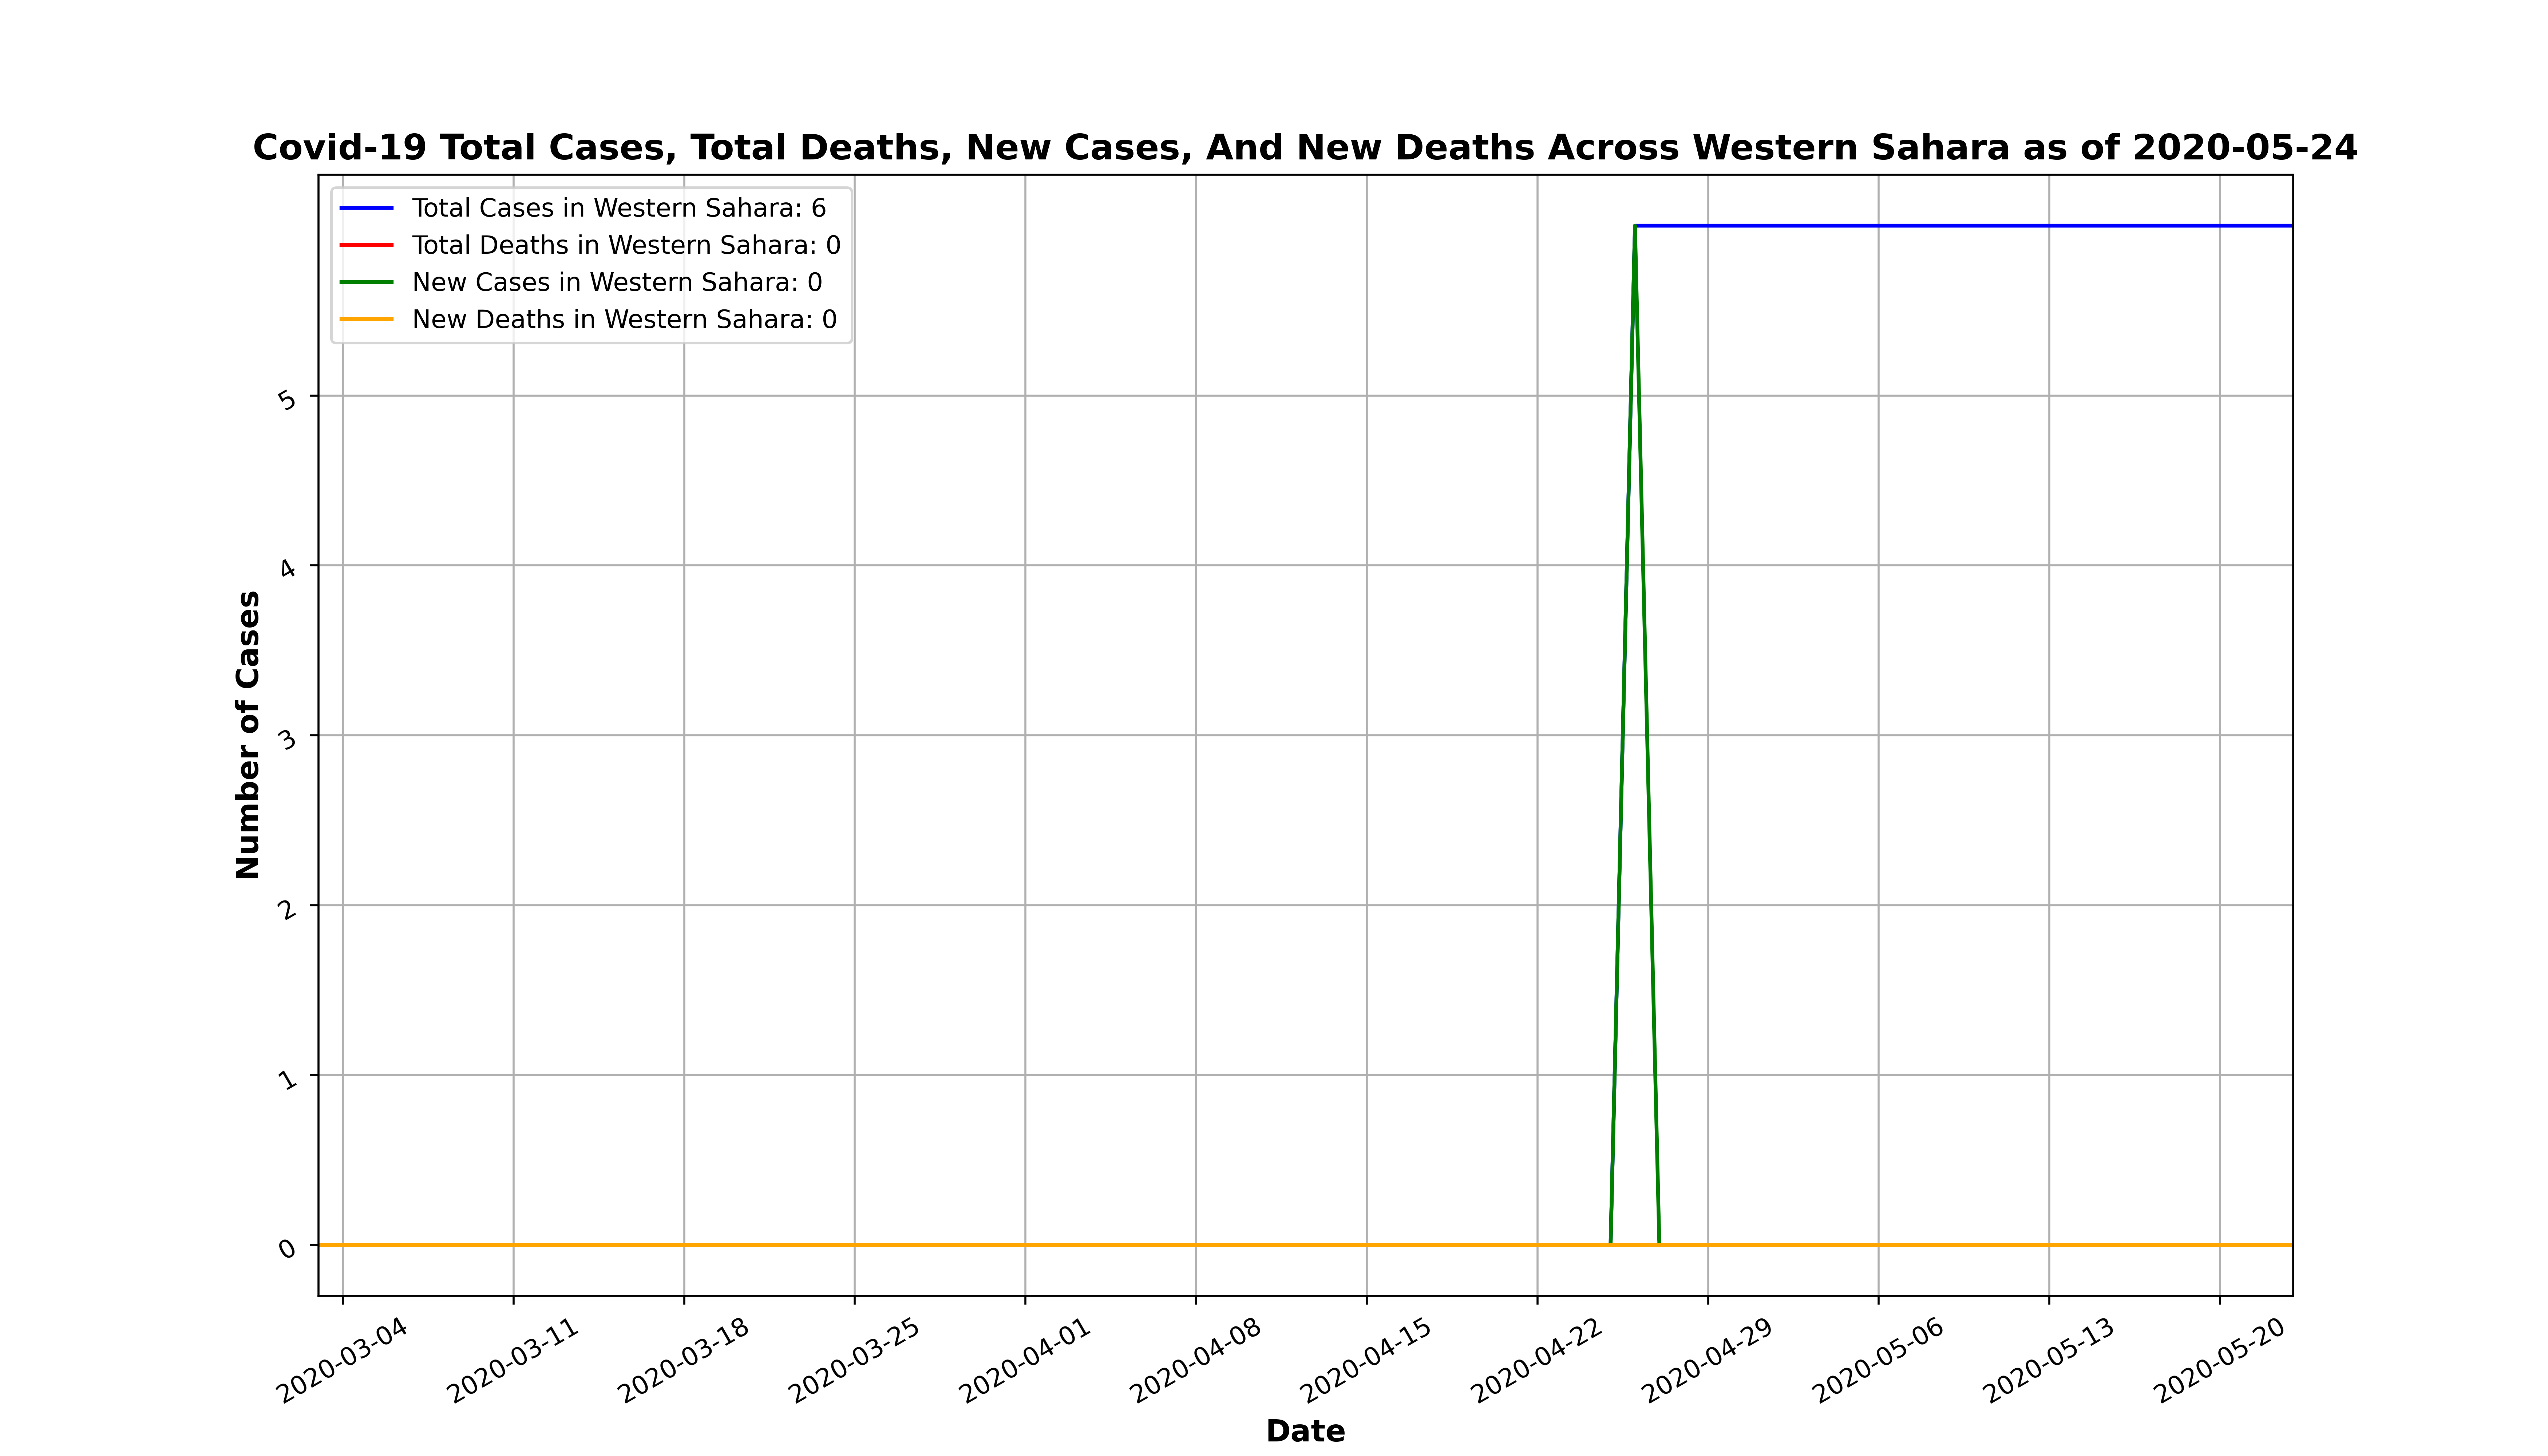 Covid-19 Total Cases, Total Deaths, New Cases, And New Deaths Across Western Sahara as of 2020-05-24
Total Cases in Western Sahara: 6
Total Deaths in Western Sahara: 0
New Cases in Western Sahara: 0
New Deaths in Western Sahara: 0
Number of Cases
5
4
3
2
1
0
2020-03-04
2020-03-11
2020-03-18
2020-03-25
2020-04-01
2020-04-08
2020-04-15
2020-04-22
2020-04-29
2020-05-06
2020-05-13
2020-05-20
Date